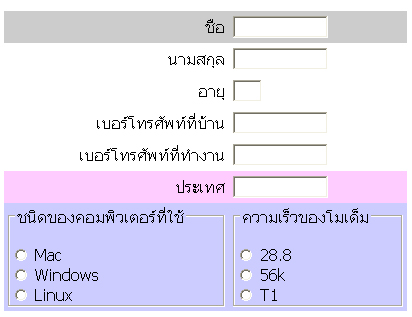 ชื่อ
นามสกุล
อายุ
เบอร์โทรศัพท์ที่บ้าน
เบอร์โทรศัพท์ที่ทำงาน
ประเทศ
ชนิดของคอมพิวเตอร์ที่ใช้
Mac
Windows
Linux
ความเร็วของโมเด็ม
28.8
56k
T1